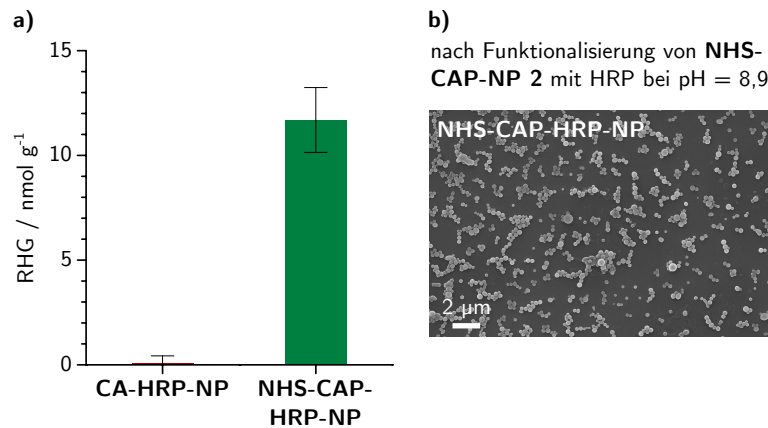 a)
15
10
5
0
RHG / nmol g⁻¹
CA-HRP-NP
NHS-CAP-
HRP-NP
b)
nach Funktionalisierung von NHS-
CAP-NP 2 mit HRP bei pH = 8,9
NHS-CAP-HRP-NP
2 µm